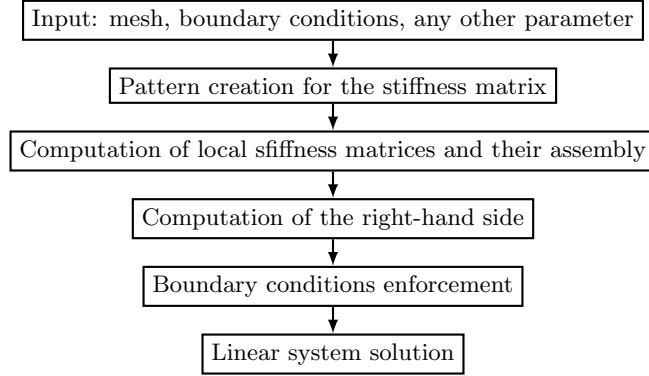 Input: mesh, boundary conditions, any other parameter
Pattern creation for the stiffness matrix
Computation of local sfiffness matrices and their assembly
Computation of the right-hand side
Boundary conditions enforcement
Linear system solution